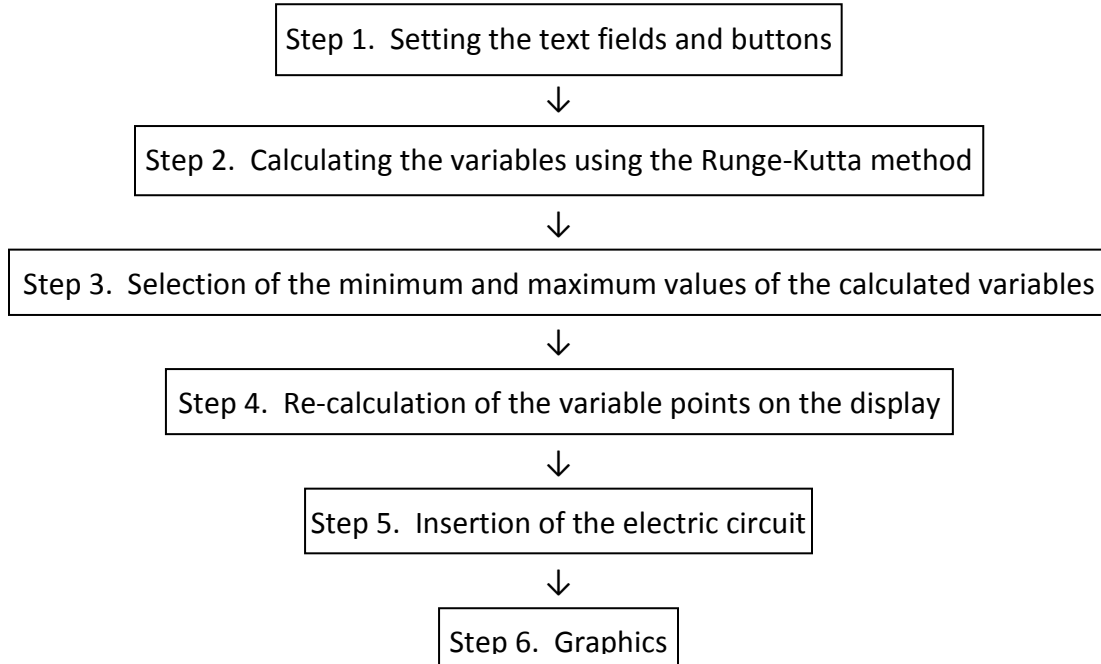 Step 1. Setting the text fields and buttons
↓
Step 2. Calculating the variables using the Runge-Kutta method
↓
Step 3. Selection of the minimum and maximum values of the calculated variables
↓
Step 4. Re-calculation of the variable points on the display
↓
Step 5. Insertion of the electric circuit
↓
Step 6. Graphics